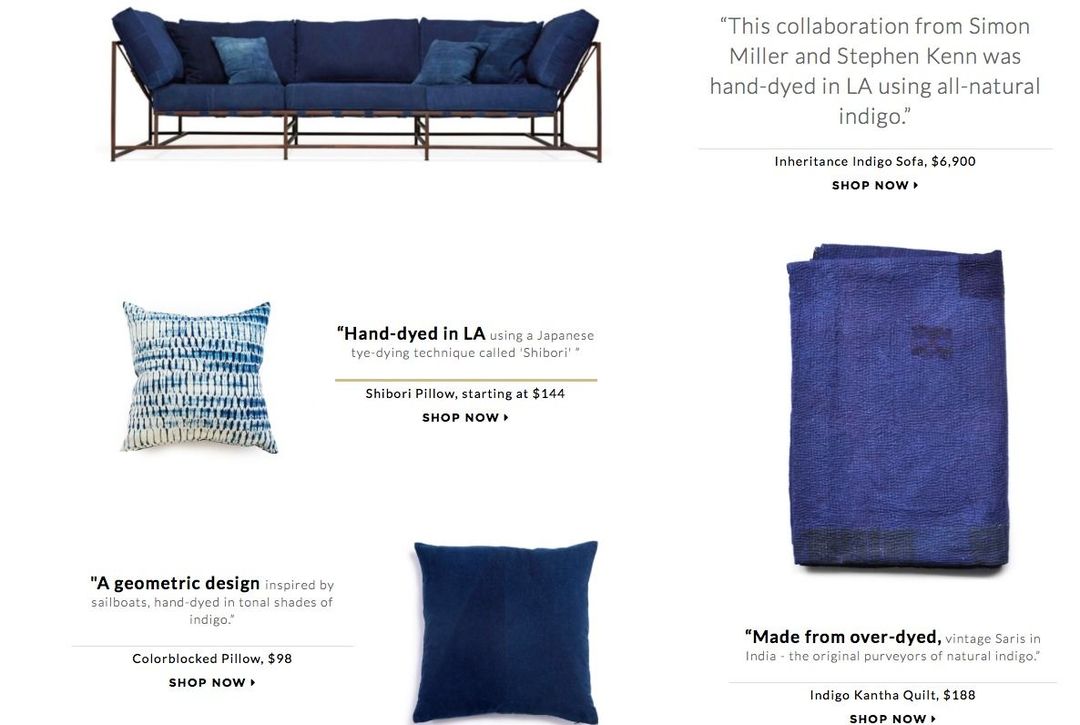 “This collaboration from Simon
Miller and Stephen Kenn was
hand-dyed in LA using all-natural
indigo.”
Inheritance Indigo Sofa, $6,900
SHOP NOW
“Hand-dyed in LA using a Japanese
tye-dying technique called 'Shibori' ”
Shibori Pillow, starting at $144
SHOP NOW
"A geometric design inspired by
sailboats, hand-dyed in tonal shades of
indigo.”
Colorblocked Pillow, $98
SHOP NOW
“Made from over-dyed, vintage Saris in
India - the original purveyors of natural indigo.”
Indigo Kantha Quilt, $188
SHOP NOW